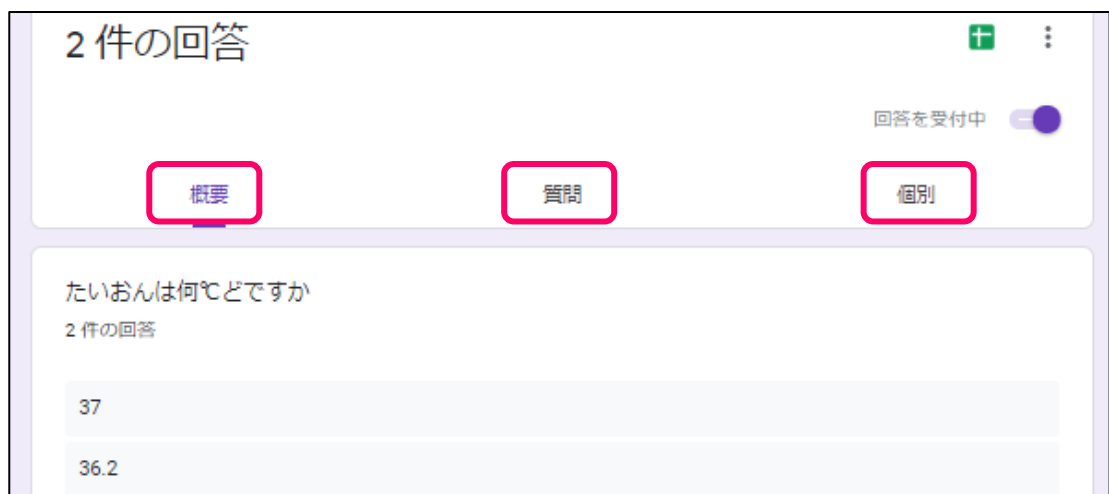 2 件の回答
回答を受付中
概要 質問 個別
たいおんは何℃どですか
2 件の回答
37
36.2